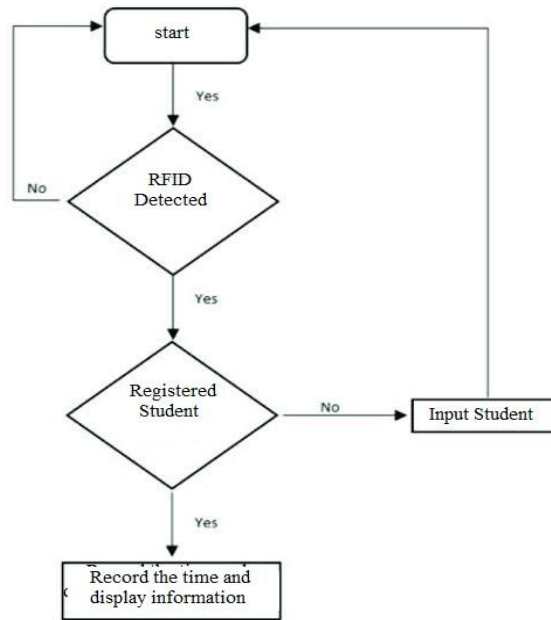 start
Yes
RFID
Detected
No
Yes
Registered
Student
No
Input Student
Yes
Record the time and
display information